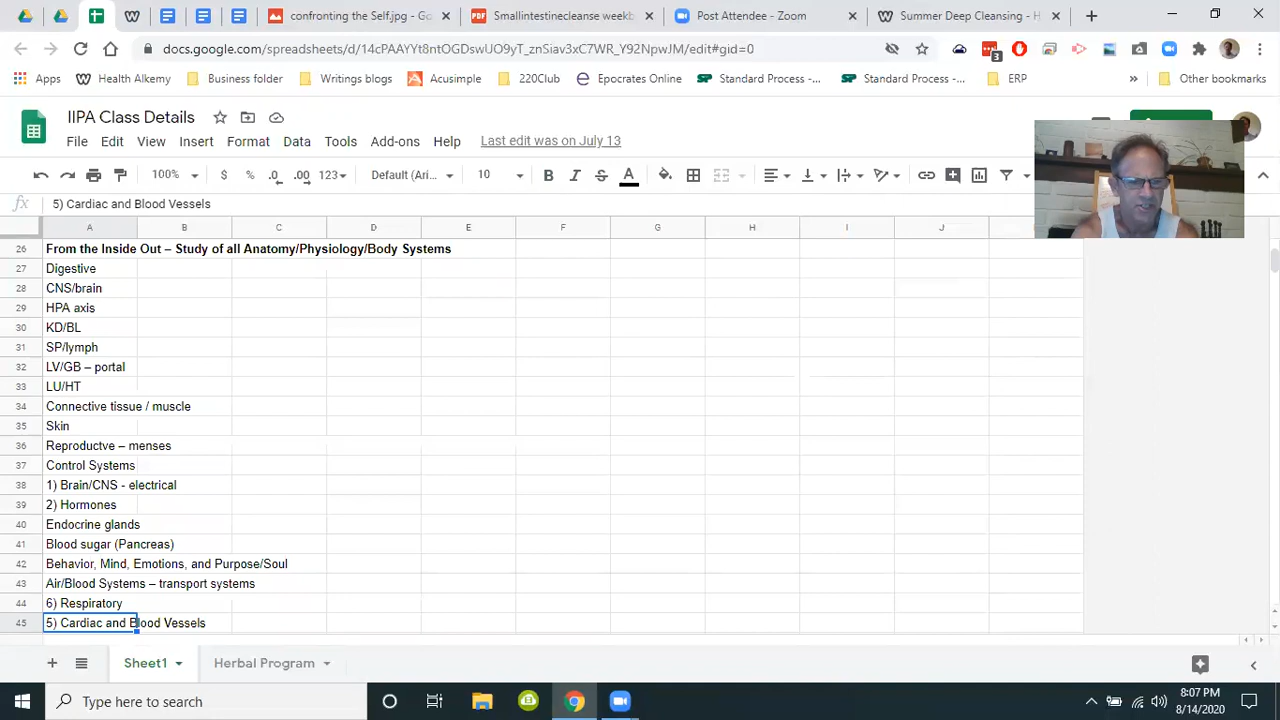 confronting the Self.jpg - Go
Smallintestinecleanse weekb
Post Attendee - Zoom
Summer Deep Cleansing - H
docs.google.com/spreadsheets/d/14cPAAYYt8ntOGDswUO9yT_znSiav3xC7WR_Y92NpwJM/edit#gid=0
3
Apps
Health Alkemy
Business folder
Writings blogs
Acusimple
220Club
Epocrates Online
Standard Process -...
Standard Process -...
ERP
Other bookmarks
IIPA Class Details
File Edit View Insert Format Data Tools Add-ons Help Last edit was on July 13
100% $ % .0 .00 123 Default (Ari... 10 B I S A
fx 5) Cardiac and Blood Vessels
A B C D E F G H I J
26 From the Inside Out – Study of all Anatomy/Physiology/Body Systems
27 Digestive
28 CNS/brain
29 HPA axis
30 KD/BL
31 SP/lymph
32 LV/GB – portal
33 LU/HT
34 Connective tissue / muscle
35 Skin
36 Reproductve – menses
37 Control Systems
38 1) Brain/CNS - electrical
39 2) Hormones
40 Endocrine glands
41 Blood sugar (Pancreas)
42 Behavior, Mind, Emotions, and Purpose/Soul
43 Air/Blood Systems – transport systems
44 6) Respiratory
45 5) Cardiac and Blood Vessels
Sheet1 Herbal Program
Type here to search
8:07 PM
8/14/2020